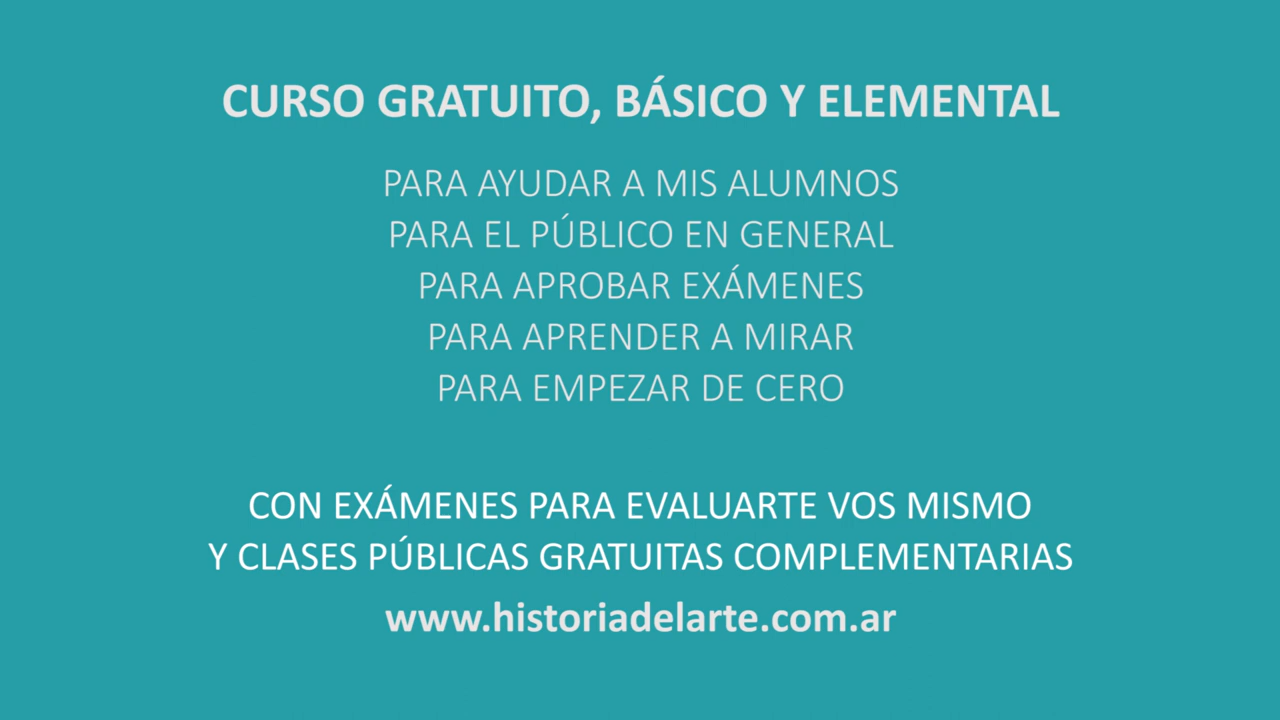 CURSO GRATUITO, BÁSICO Y ELEMENTAL
PARA AYUDAR A MIS ALUMNOS
PARA EL PÚBLICO EN GENERAL
PARA APROBAR EXÁMENES
PARA APRENDER A MIRAR
PARA EMPEZAR DE CERO
CON EXÁMENES PARA EVALUARTE VOS MISMO
Y CLASES PÚBLICAS GRATUITAS COMPLEMENTARIAS
www.historiadelarte.com.ar